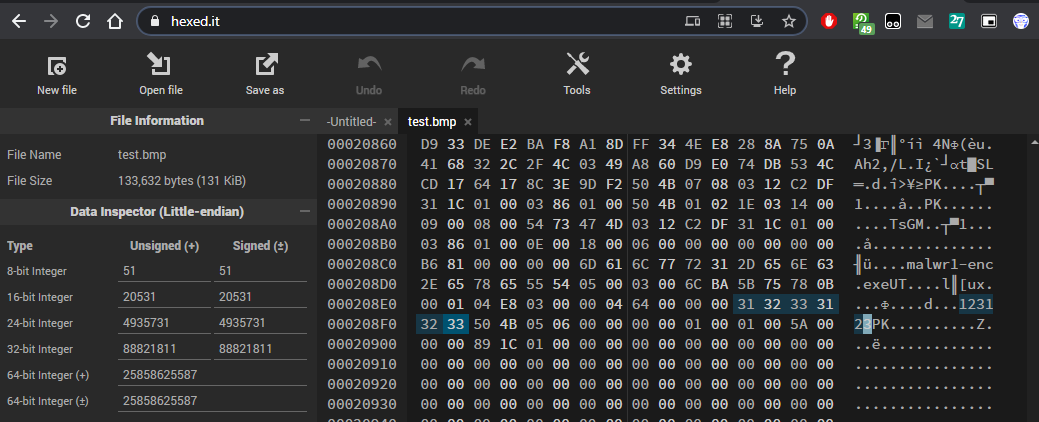 hexed.it
49
27
New file
Open file
Save as
Undo
Redo
Tools
Settings
Help
File Information
File Name test.bmp
File Size 133,632 bytes (131 KiB)
Data Inspector (Little-endian)
Type Unsigned (+) Signed (±)
8-bit Integer 51 51
16-bit Integer 20531 20531
24-bit Integer 4935731 4935731
32-bit Integer 88821811 88821811
64-bit Integer (+) 25858625587
64-bit Integer (±) 25858625587
-Untitled- ×
test.bmp ×
00020860 D9 33 DE E2 BA F8 A1 8D FF 34 4E E8 28 8A 75 0A
00020870 41 68 32 2C 2F 4C 03 49 A8 60 D9 E0 74 DB 53 4C Ah2,/L.I¿`┘αt█SL
00020880 CD 17 64 17 8C 3E 9D F2 50 4B 07 08 03 12 C2 DF ═.d.î>¥≥PK....┬▀
00020890 31 1C 01 00 03 86 01 00 50 4B 01 02 1E 03 14 00 1....å..PK......
000208A0 09 00 08 00 54 73 47 4D 03 12 C2 DF 31 1C 01 00 ....TsGM..┬▀1...
000208B0 03 86 01 00 0E 00 18 00 06 00 00 00 00 00 00 00 .å..............
000208C0 B6 81 00 00 00 00 6D 61 6C 77 72 31 2D 65 6E 63 ╢ü....malwr1-enc
000208D0 2E 65 78 65 55 54 05 00 03 00 6C BA 5B 75 78 0B .exeUT....l║[ux.
000208E0 00 01 04 E8 03 00 00 04 64 00 00 00 31 32 33 31 ...Φ....d...1231
000208F0 32 33 50 4B 05 06 00 00 00 00 01 00 01 00 5A 00 23PK..........Z.
00020900 00 00 89 1C 01 00 00 00 00 00 00 00 00 00 00 00 ..ë.............
00020910 00 00 00 00 00 00 00 00 00 00 00 00 00 00 00 00 ................
00020920 00 00 00 00 00 00 00 00 00 00 00 00 00 00 00 00 ................
00020930 00 00 00 00 00 00 00 00 00 00 00 00 00 00 00 00 ................